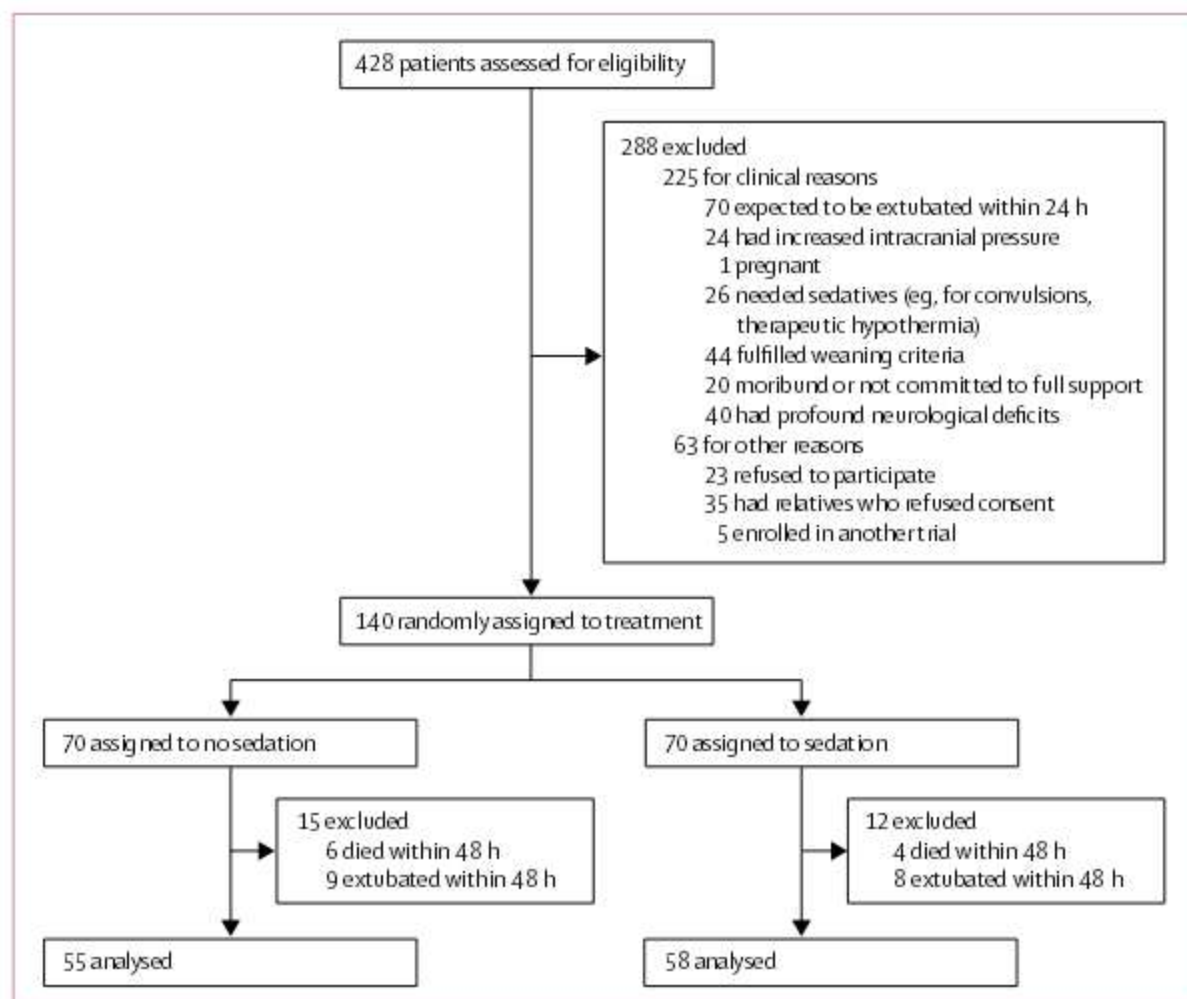 428 patients assessed for eligibility
288 excluded
225 for clinical reasons
70 expected to be extubated within 24 h
24 had increased intracranial pressure
1 pregnant
26 needed sedatives (eg, for convulsions,
therapeutic hypothermia)
44 fulfilled weaning criteria
20 moribund or not committed to full support
40 had profound neurological deficits
63 for other reasons
23 refused to participate
35 had relatives who refused consent
5 enrolled in another trial
140 randomly assigned to treatment
70 assigned to no sedation
70 assigned to sedation
15 excluded
6 died within 48 h
9 extubated within 48 h
12 excluded
4 died within 48 h
8 extubated within 48 h
55 analysed
58 analysed